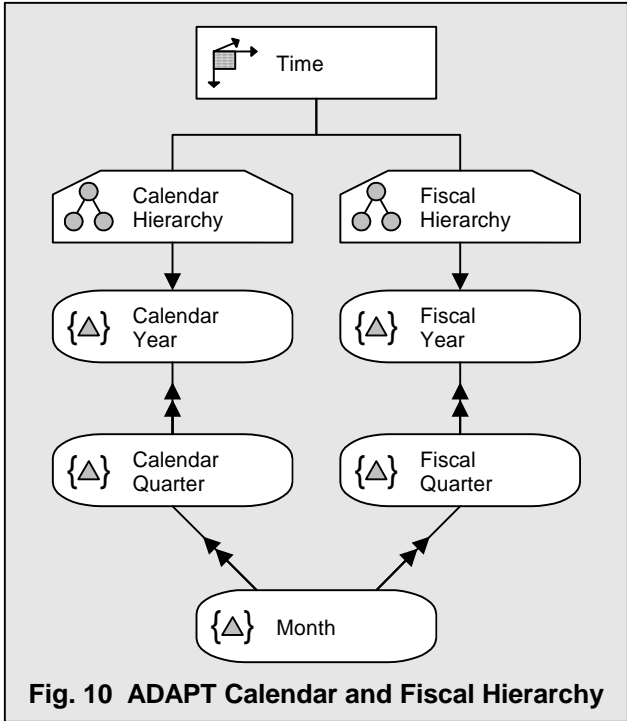 Time
Calendar
Hierarchy
Fiscal
Hierarchy
{▲} Calendar
Year
{▲} Fiscal
Year
{▲} Calendar
Quarter
{▲} Fiscal
Quarter
{▲} Month
Fig. 10 ADAPT Calendar and Fiscal Hierarchy